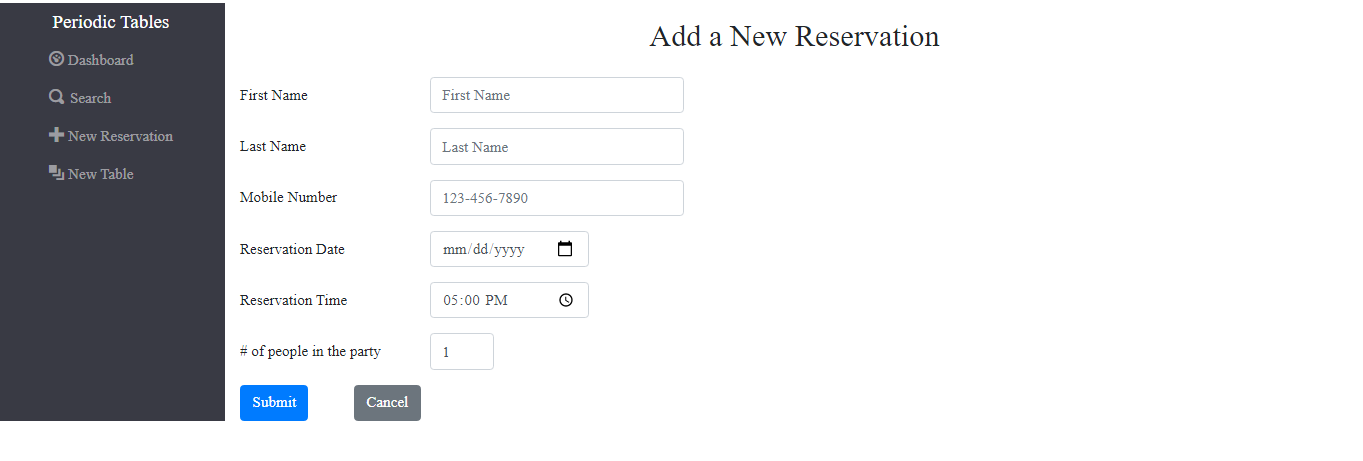 Periodic Tables
Dashboard
Search
New Reservation
New Table
Add a New Reservation
First Name First Name
Last Name Last Name
Mobile Number 123-456-7890
Reservation Date mm/dd/yyyy
Reservation Time 05:00 PM
# of people in the party 1
Submit Cancel